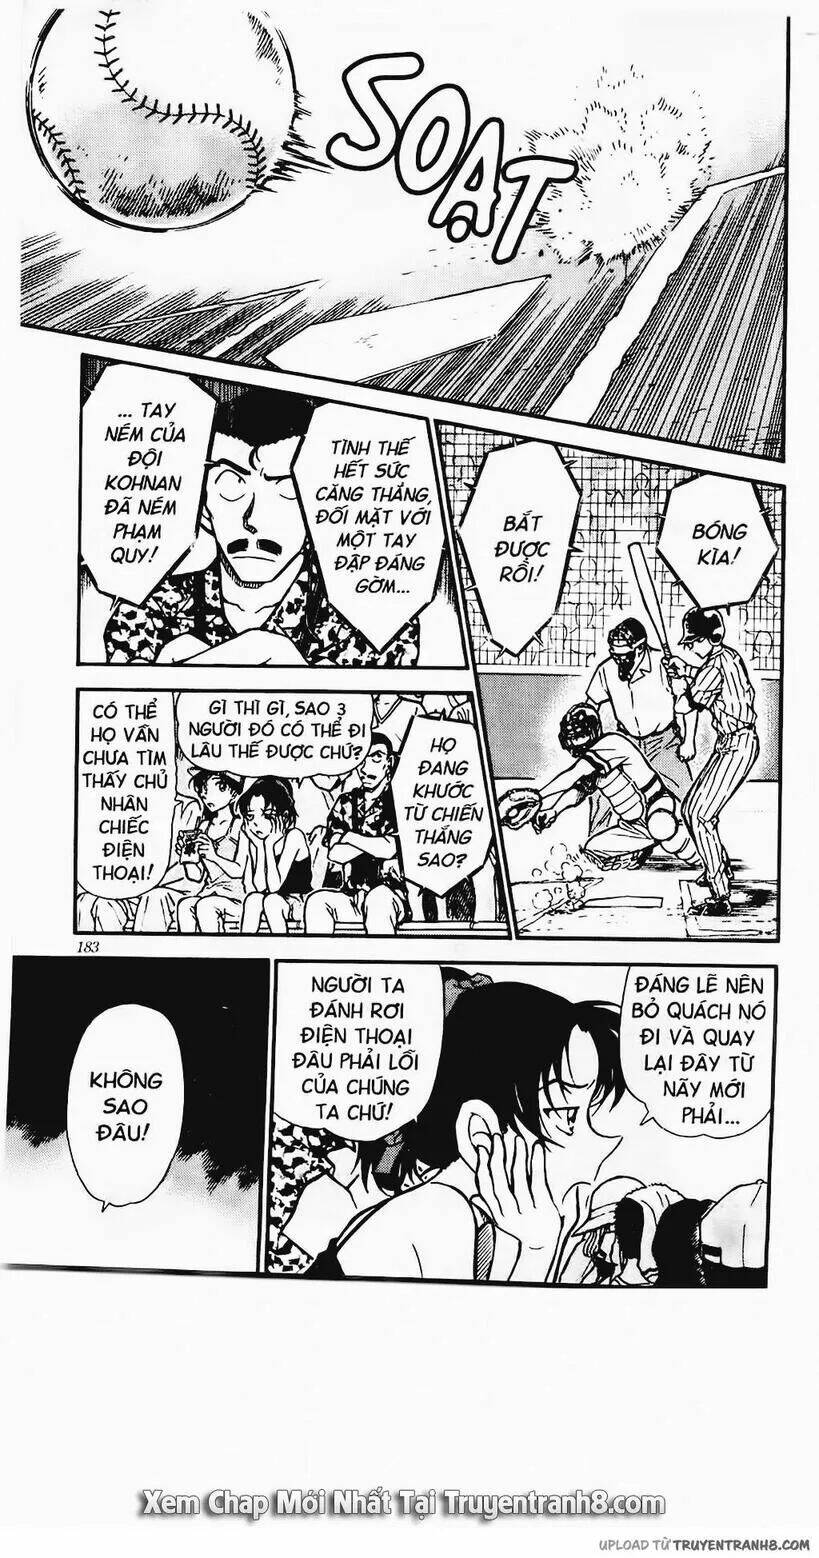 SOẠT
BÓNG
KÌA!
BẮT
ĐƯỢC
RỒI!
TÌNH THẾ
HẾT SỨC
CĂNG THẲNG,
ĐỐI MẶT VỚI
MỘT TAY
ĐẬP ĐÁNG
GỜM...
... TAY
NÉM CỦA
ĐỘI
KOHNAN
ĐÃ NÉM
PHẠM
QUY!
HỌ
ĐANG
KHƯỚC
TỪ CHIẾN
THẮNG
SAO?
GÌ THÌ GÌ, SAO 3
NGƯỜI ĐÓ CÓ THỂ ĐI
LÂU THẾ ĐƯỢC CHỨ?
CÓ THỂ
HỌ VẪN
CHƯA TÌM
THẤY CHỦ
NHÂN
CHIẾC
ĐIỆN
THOẠI!
183
ĐÁNG LẼ NÊN
BỎ QUÁCH NÓ
ĐI VÀ QUAY
LẠI ĐÂY TỪ
NÃY MỚI
PHẢI...
NGƯỜI TA
ĐÁNH RƠI
ĐIỆN THOẠI
ĐÂU PHẢI LỖI
CỦA CHÚNG
TA CHỨ!
KHÔNG
SAO
ĐÂU!
Xem Chap Mới Nhất Tại Truyentranh8.com
UPLOAD TỪ TRUYENTRANH8.COM